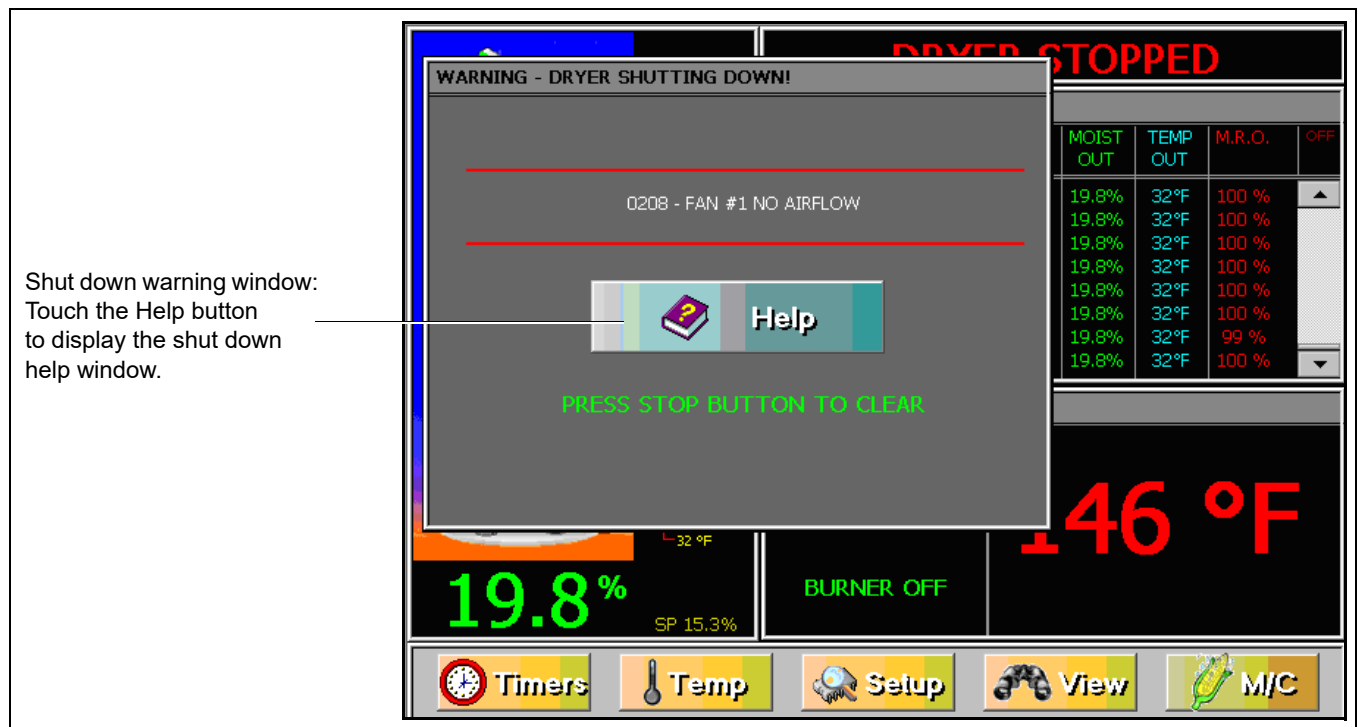 Shut down warning window:
Touch the Help button
to display the shut down
help window.
DRYER STOPPED
WARNING - DRYER SHUTTING DOWN!
0208 - FAN #1 NO AIRFLOW
Help
PRESS STOP BUTTON TO CLEAR
MOIST OUT TEMP OUT M.R.O. OFF
19.8% 32°F 100 %
19.8% 32°F 100 %
19.8% 32°F 100 %
19.8% 32°F 100 %
19.8% 32°F 100 %
19.8% 32°F 100 %
19.8% 32°F 99 %
19.8% 32°F 100 %
146 °F
32 °F
19.8%
SP 15.3%
BURNER OFF
Timers
Temp
Setup
View
M/C